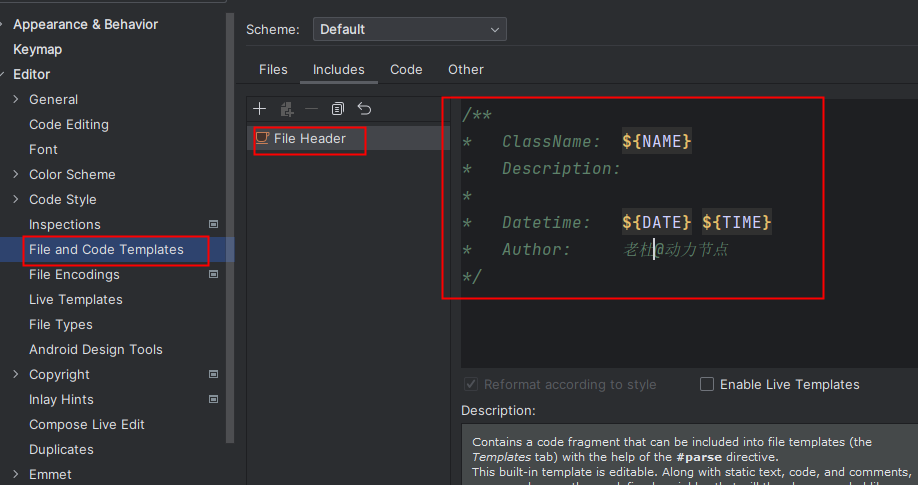 Appearance & Behavior
Keymap
Editor
General
Code Editing
Font
Color Scheme
Code Style
Inspections
File and Code Templates
File Encodings
Live Templates
File Types
Android Design Tools
Copyright
Inlay Hints
Compose Live Edit
Duplicates
Emmet
Scheme: Default
Files Includes Code Other
File Header
/**
* ClassName: ${NAME}
* Description:
*
* Datetime: ${DATE} ${TIME}
* Author: 老杜@动力节点
*/
Reformat according to style Enable Live Templates
Description:
Contains a code fragment that can be included into file templates (the
Templates tab) with the help of the #parse directive.
This built-in template is editable. Along with static text, code, and comments,